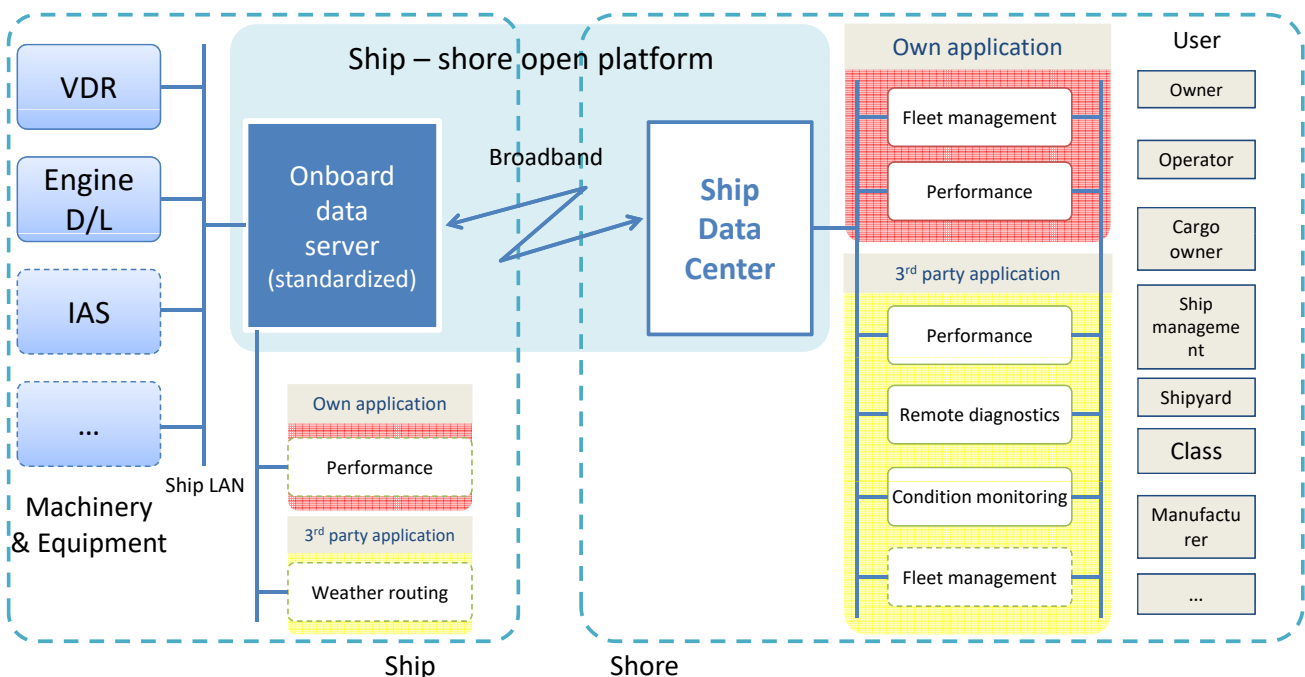 Ship – shore open platform
VDR
Engine
D/L
IAS
...
Ship LAN
Machinery
& Equipment
Onboard
data
server
(standardized)
Broadband
Ship
Data
Center
Own application
Performance
3rd party application
Weather routing
Own application
Fleet management
Performance
3rd party application
Performance
Remote diagnostics
Condition monitoring
Fleet management
User
Owner
Operator
Cargo
owner
Ship
manageme
nt
Shipyard
Class
Manufactu
rer
...
Ship
Shore